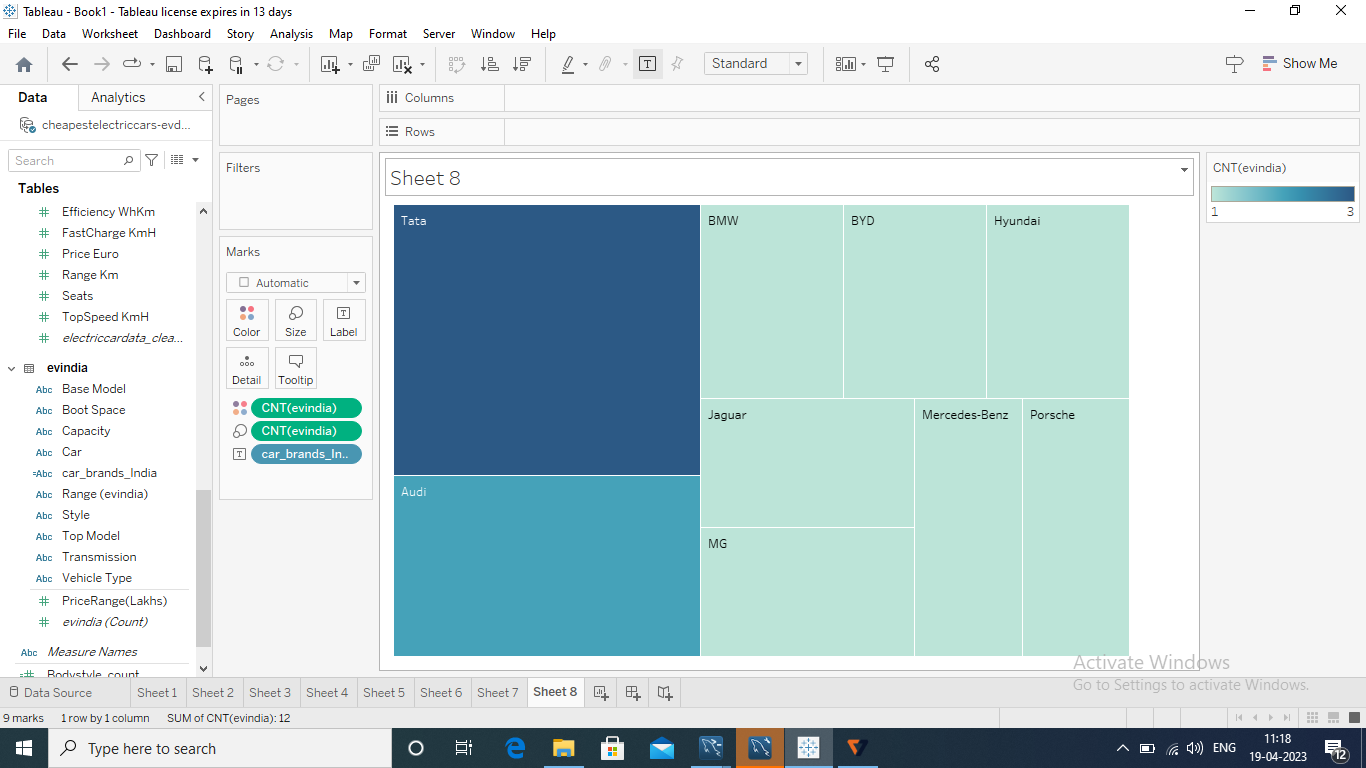 Tableau - Book1 - Tableau license expires in 13 days
File Data Worksheet Dashboard Story Analysis Map Format Server Window Help
Standard
Show Me
Data Analytics
cheapestelectriccars-evd...
Search
Tables
Efficiency WhKm
FastCharge KmH
Price Euro
Range Km
Seats
TopSpeed KmH
electriccardata_clea...
evindia
Abc Base Model
Abc Boot Space
Abc Capacity
Abc Car
=Abc car_brands_India
Abc Range (evindia)
Abc Style
Abc Top Model
Abc Transmission
Abc Vehicle Type
PriceRange(Lakhs)
evindia (Count)
Abc Measure Names
Bodystyle_count
Pages
Filters
Marks
Automatic
Color Size Label
Detail Tooltip
CNT(evindia)
CNT(evindia)
car_brands_In..
Columns
Rows
Sheet 8
Tata
Audi
BMW
BYD
Hyundai
Jaguar
MG
Mercedes-Benz
Porsche
CNT(evindia)
1 3
Activate Windows
Go to Settings to activate Windows.
Data Source Sheet 1 Sheet 2 Sheet 3 Sheet 4 Sheet 5 Sheet 6 Sheet 7 Sheet 8
9 marks 1 row by 1 column SUM of CNT(evindia): 12
Type here to search
ENG
11:18
19-04-2023
12